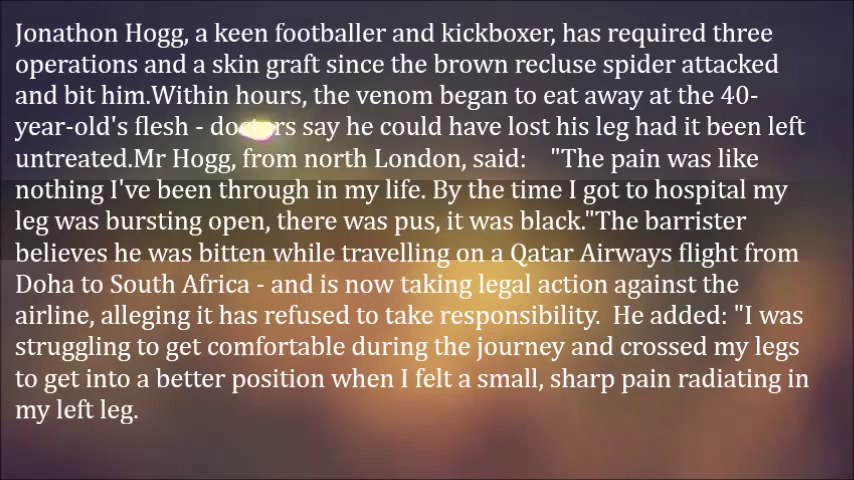 Jonathon Hogg, a keen footballer and kickboxer, has required three
operations and a skin graft since the brown recluse spider attacked
and bit him.Within hours, the venom began to eat away at the 40-
year-old's flesh - doctors say he could have lost his leg had it been left
untreated.Mr Hogg, from north London, said:    "The pain was like
nothing I've been through in my life. By the time I got to hospital my
leg was bursting open, there was pus, it was black."The barrister
believes he was bitten while travelling on a Qatar Airways flight from
Doha to South Africa - and is now taking legal action against the
airline, alleging it has refused to take responsibility.  He added: "I was
struggling to get comfortable during the journey and crossed my legs
to get into a better position when I felt a small, sharp pain radiating in
my left leg.